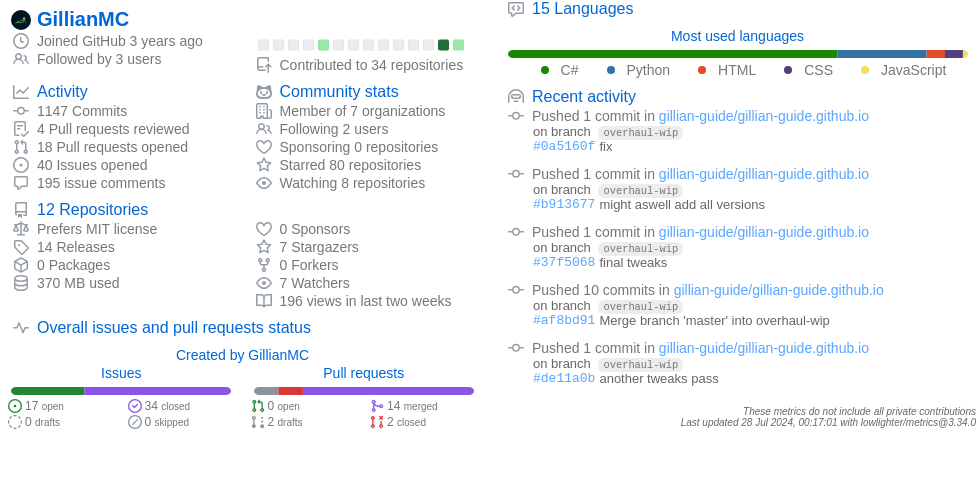 GillianMC
Joined GitHub 3 years ago
Followed by 3 users
Contributed to 34 repositories
Activity
1147 Commits
4 Pull requests reviewed
18 Pull requests opened
40 Issues opened
195 issue comments
Community stats
Member of 7 organizations
Following 2 users
Sponsoring 0 repositories
Starred 80 repositories
Watching 8 repositories
12 Repositories
Prefers MIT license
14 Releases
0 Packages
370 MB used
0 Sponsors
7 Stargazers
0 Forkers
7 Watchers
196 views in last two weeks
Overall issues and pull requests status
Created by GillianMC
Issues
17 open
34 closed
0 drafts
0 skipped
Pull requests
0 open
14 merged
2 drafts
2 closed
15 Languages
Most used languages
C# Python HTML CSS JavaScript
Recent activity
Pushed 1 commit in gillian-guide/gillian-guide.github.io
on branch overhaul-wip
#0a5160f fix
Pushed 1 commit in gillian-guide/gillian-guide.github.io
on branch overhaul-wip
#b913677 might aswell add all versions
Pushed 1 commit in gillian-guide/gillian-guide.github.io
on branch overhaul-wip
#37f5068 final tweaks
Pushed 10 commits in gillian-guide/gillian-guide.github.io
on branch overhaul-wip
#af8bd91 Merge branch 'master' into overhaul-wip
Pushed 1 commit in gillian-guide/gillian-guide.github.io
on branch overhaul-wip
#de11a0b another tweaks pass
These metrics do not include all private contributions
Last updated 28 Jul 2024, 00:17:01 with lowlighter/metrics@3.34.0